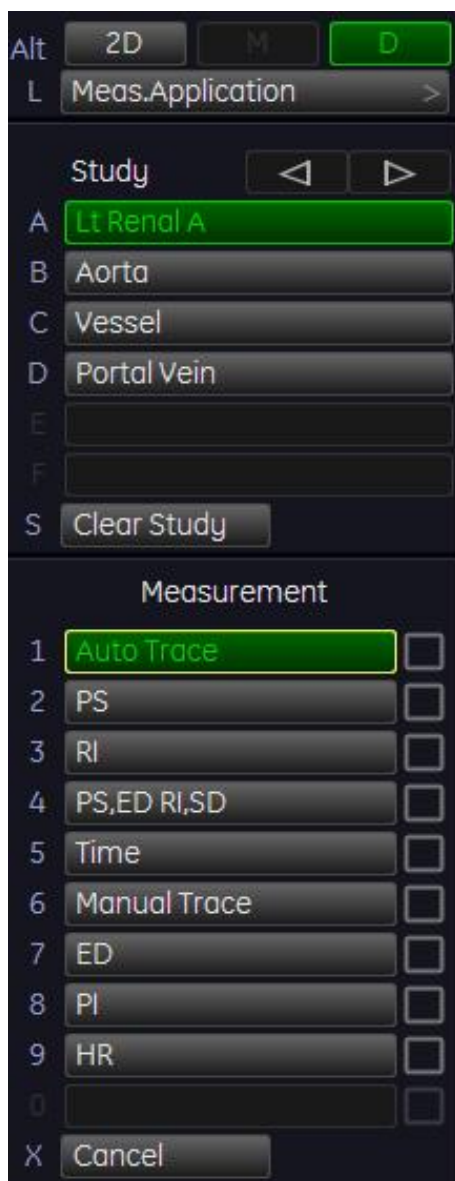 Alt 2D M D
L Meas.Application >
Study
A Lt Renal A
B Aorta
C Vessel
D Portal Vein
E
F
S Clear Study
Measurement
1 Auto Trace
2 PS
3 RI
4 PS,ED RI,SD
5 Time
6 Manual Trace
7 ED
8 PI
9 HR
0
X Cancel